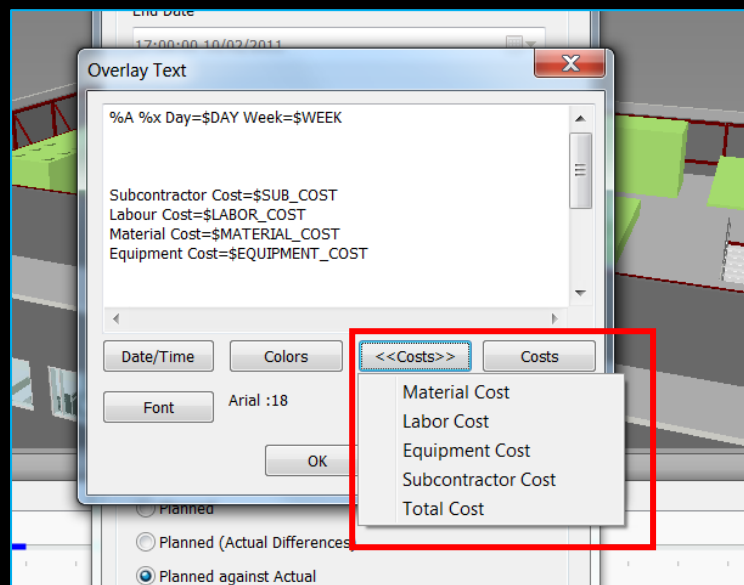 End Date
17:00:00 10/02/2011
Overlay Text
%A %x Day=$DAY Week=$WEEK
Subcontractor Cost=$SUB_COST
Labour Cost=$LABOR_COST
Material Cost=$MATERIAL_COST
Equipment Cost=$EQUIPMENT_COST
Date/Time Colors <<Costs>> Costs
Font Arial :18
Material Cost
Labor Cost
Equipment Cost
Subcontractor Cost
Total Cost
OK
Planned
Planned (Actual Differences
Planned against Actual